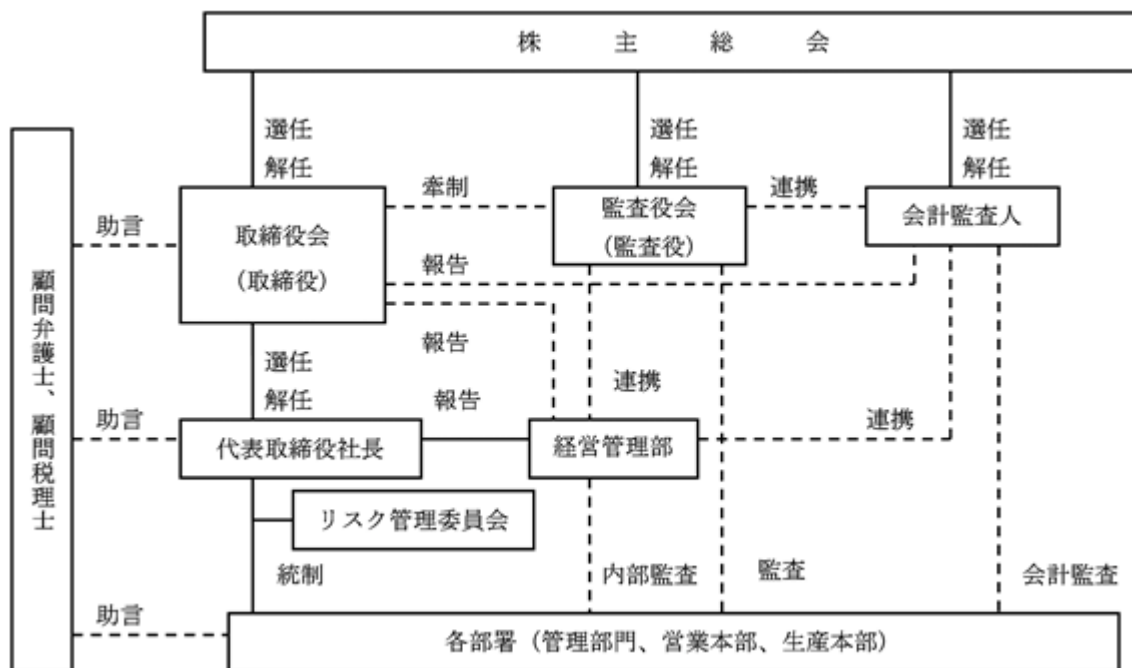 株主総会
選任
解任
選任
解任
選任
解任
顧問弁護士、顧問税理士
助言
取締役会
(取締役)
牽制
監査役会
(監査役)
連携
会計監査人
報告
報告
選任
解任
連携
助言
代表取締役社長
報告
経営管理部
連携
リスク管理委員会
統制
内部監査
監査
会計監査
助言
各部署(管理部門、営業本部、生産本部)